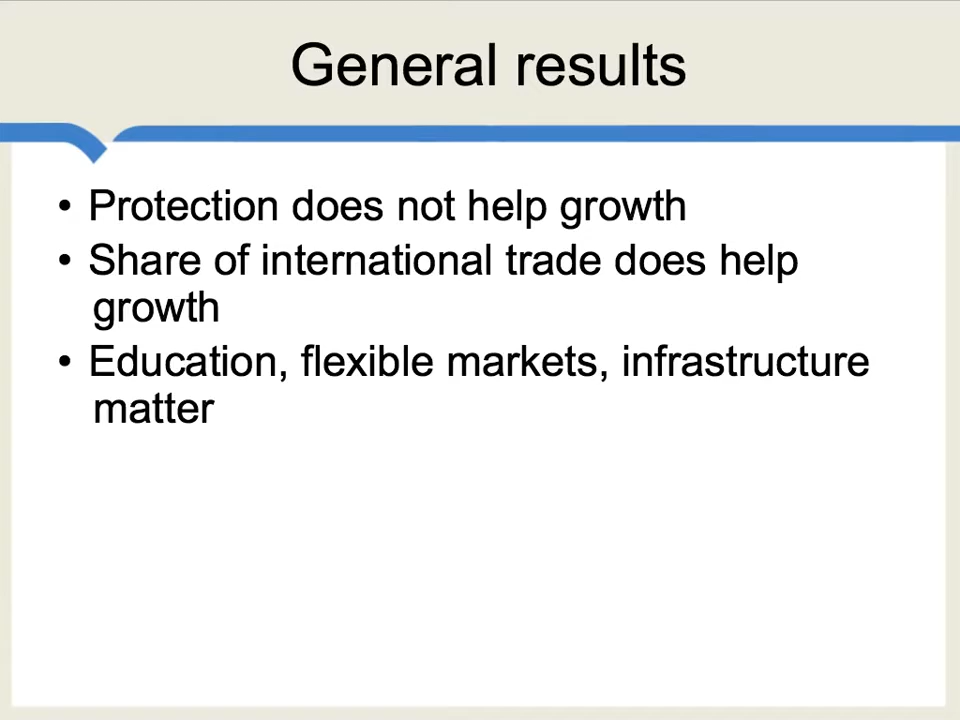 General results
• Protection does not help growth
• Share of international trade does help
growth
• Education, flexible markets, infrastructure
matter